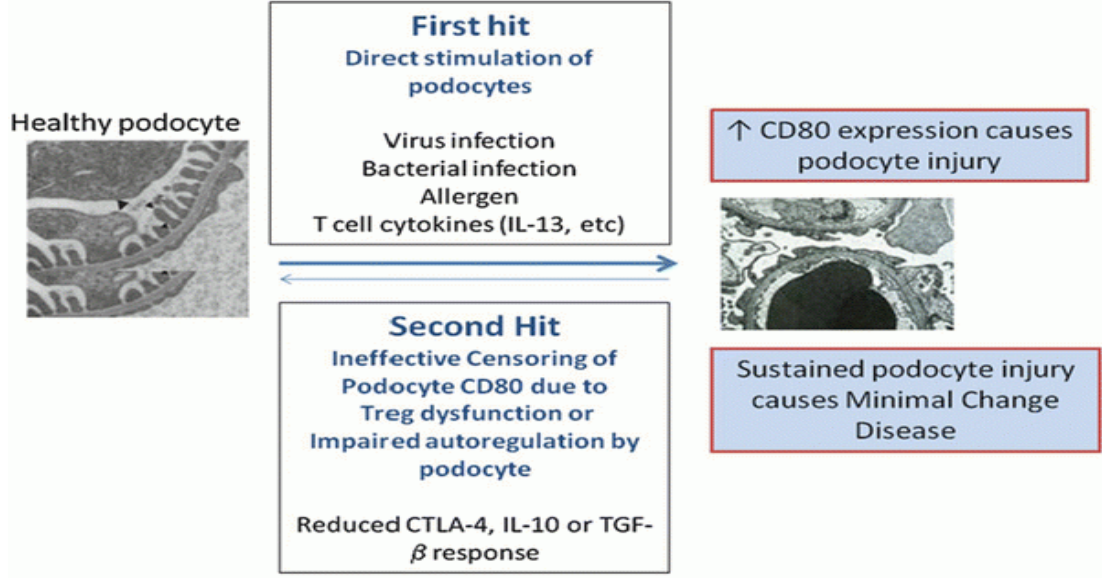 Healthy podocyte
First hit
Direct stimulation of
podocytes
Virus infection
Bacterial infection
Allergen
T cell cytokines (IL-13, etc)
Second Hit
Ineffective Censoring of
Podocyte CD80 due to
Treg dysfunction or
Impaired autoregulation by
podocyte
Reduced CTLA-4, IL-10 or TGF-
β response
↑ CD80 expression causes
podocyte injury
Sustained podocyte injury
causes Minimal Change
Disease